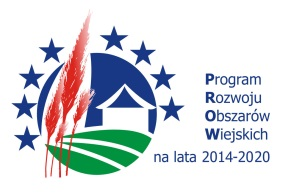 Program
Rozwoju
Obszarów
Wiejskich
na lata 2014-2020